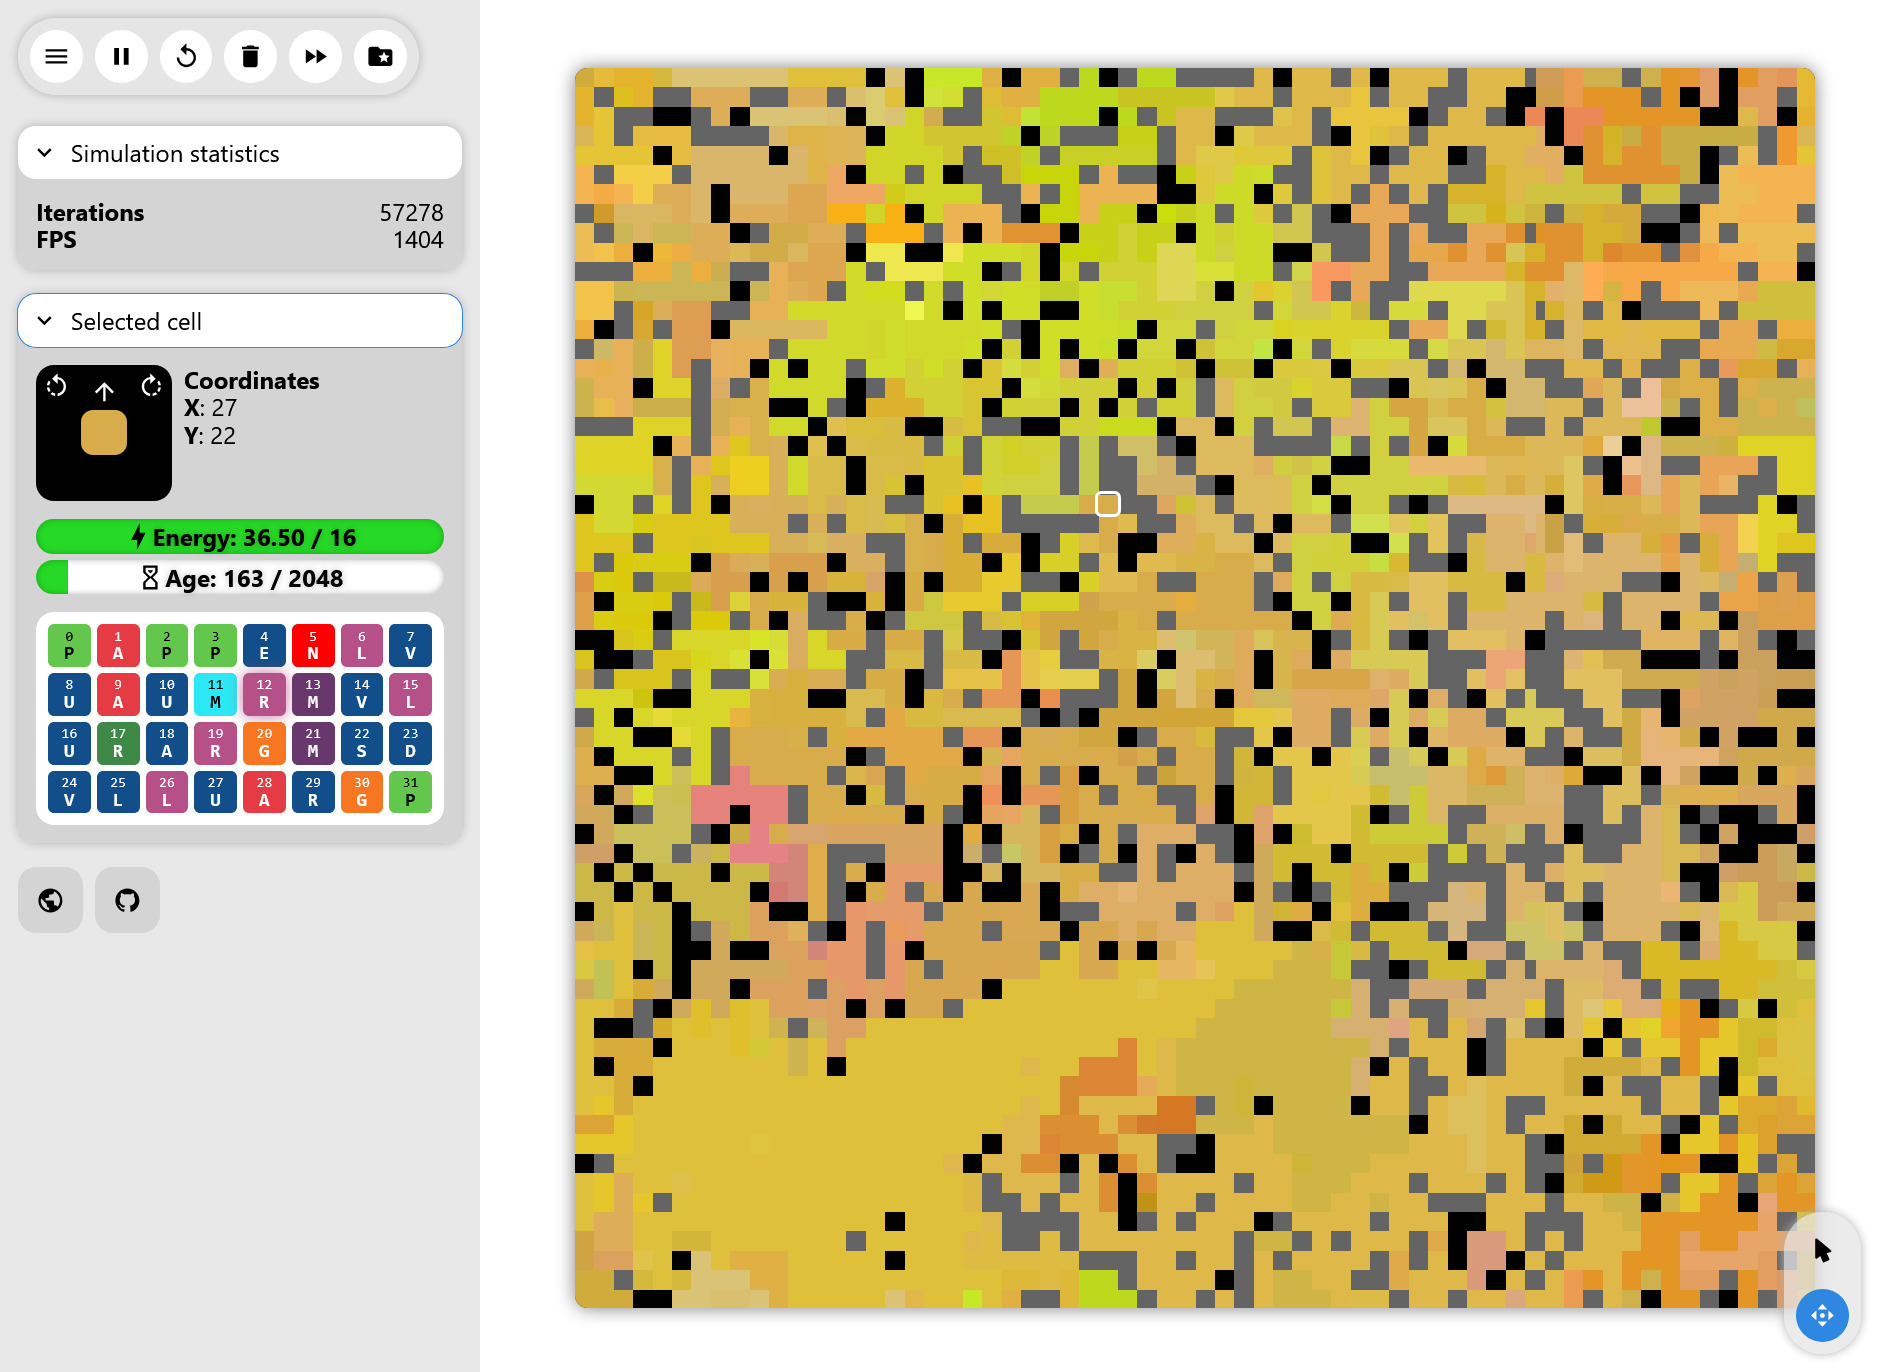 Simulation statistics
Iterations 57278
FPS 1404
Selected cell
Coordinates
X: 27
Y: 22
Energy: 36.50 / 16
Age: 163 / 2048
0 1 2 3 4 5 6 7
P A P P E N L V
8 9 10 11 12 13 14 15
U A U M R M V L
16 17 18 19 20 21 22 23
U R A R G M S D
24 25 26 27 28 29 30 31
V L L U A R G P